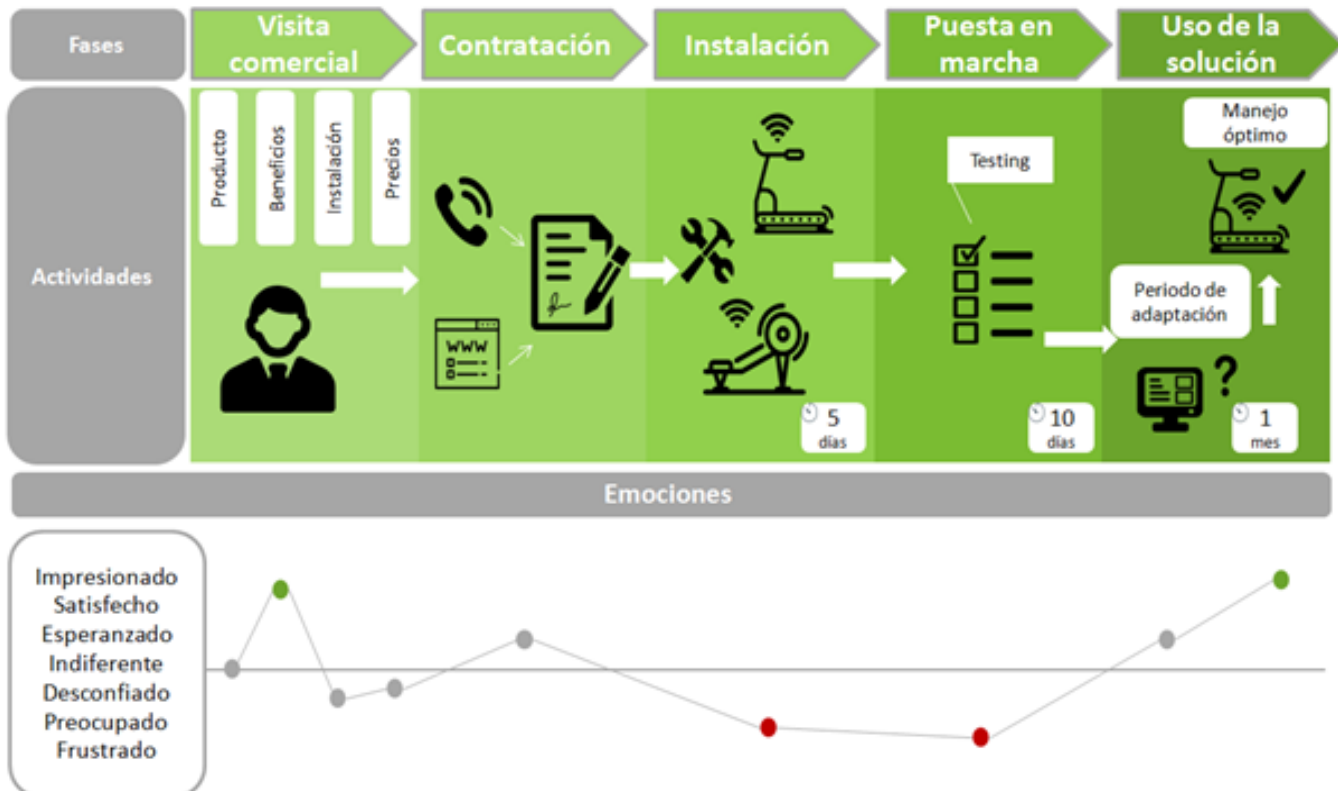 Fases
Visita
comercial
Contratación
Instalación
Puesta en
marcha
Uso de la
solución
Actividades
Producto
Beneficios
Instalación
Precios
WWW
5
días
Testing
10
días
Manejo
óptimo
Periodo de
adaptación
?
1
mes
Emociones
Impresionado
Satisfecho
Esperanzado
Indiferente
Desconfiado
Preocupado
Frustrado